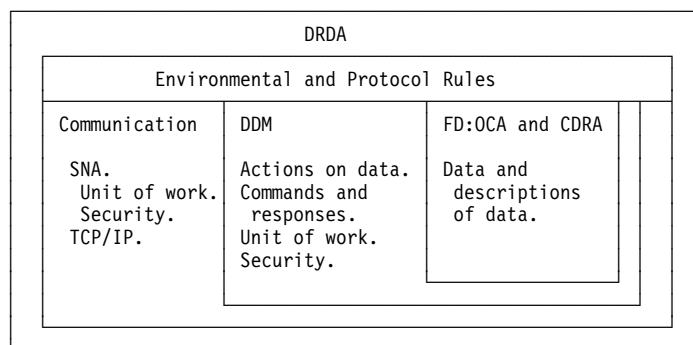 DRDA
Environmental and Protocol Rules
Communication
SNA.
Unit of work.
Security.
TCP/IP.
DDM
Actions on data.
Commands and
responses.
Unit of work.
Security.
FD:OCA and CDRA
Data and
descriptions
of data.